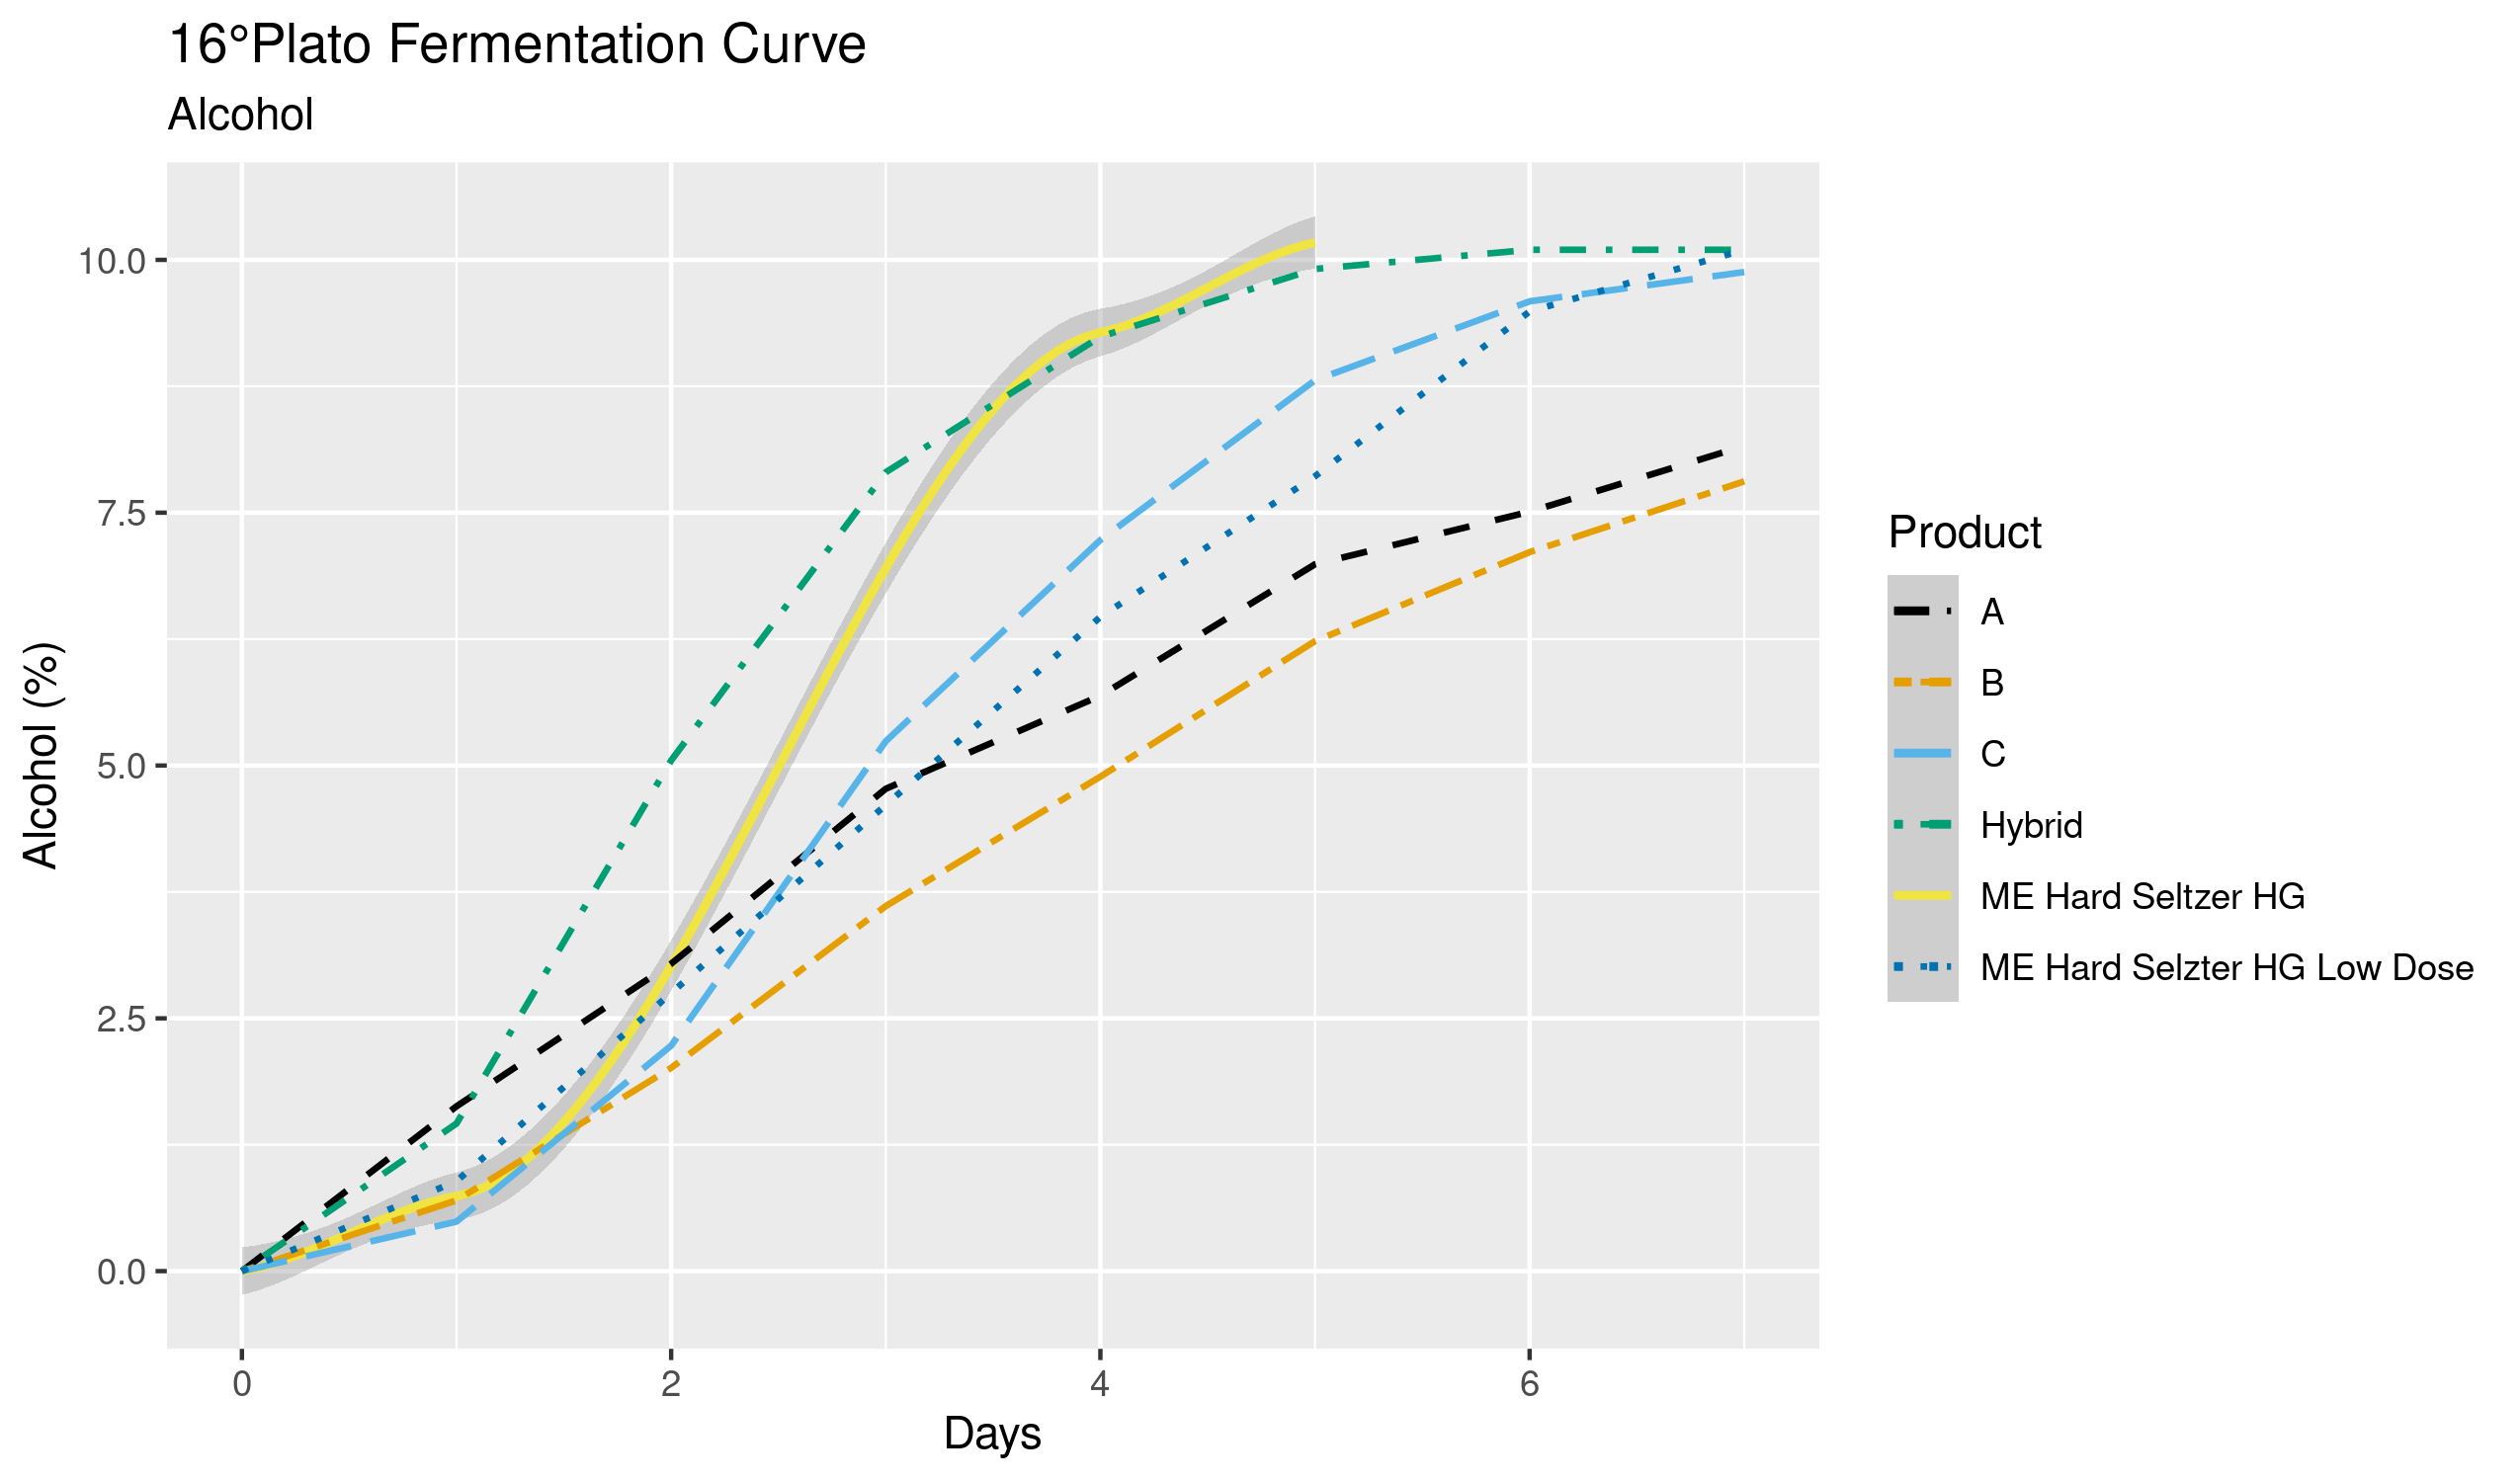 16°Plato Fermentation Curve
Alcohol
Alcohol (%)
10.0
7.5
5.0
2.5
0.0
0
2
4
6
Days
Product
A
B
C
Hybrid
ME Hard Seltzer HG
ME Hard Selzter HG Low Dose